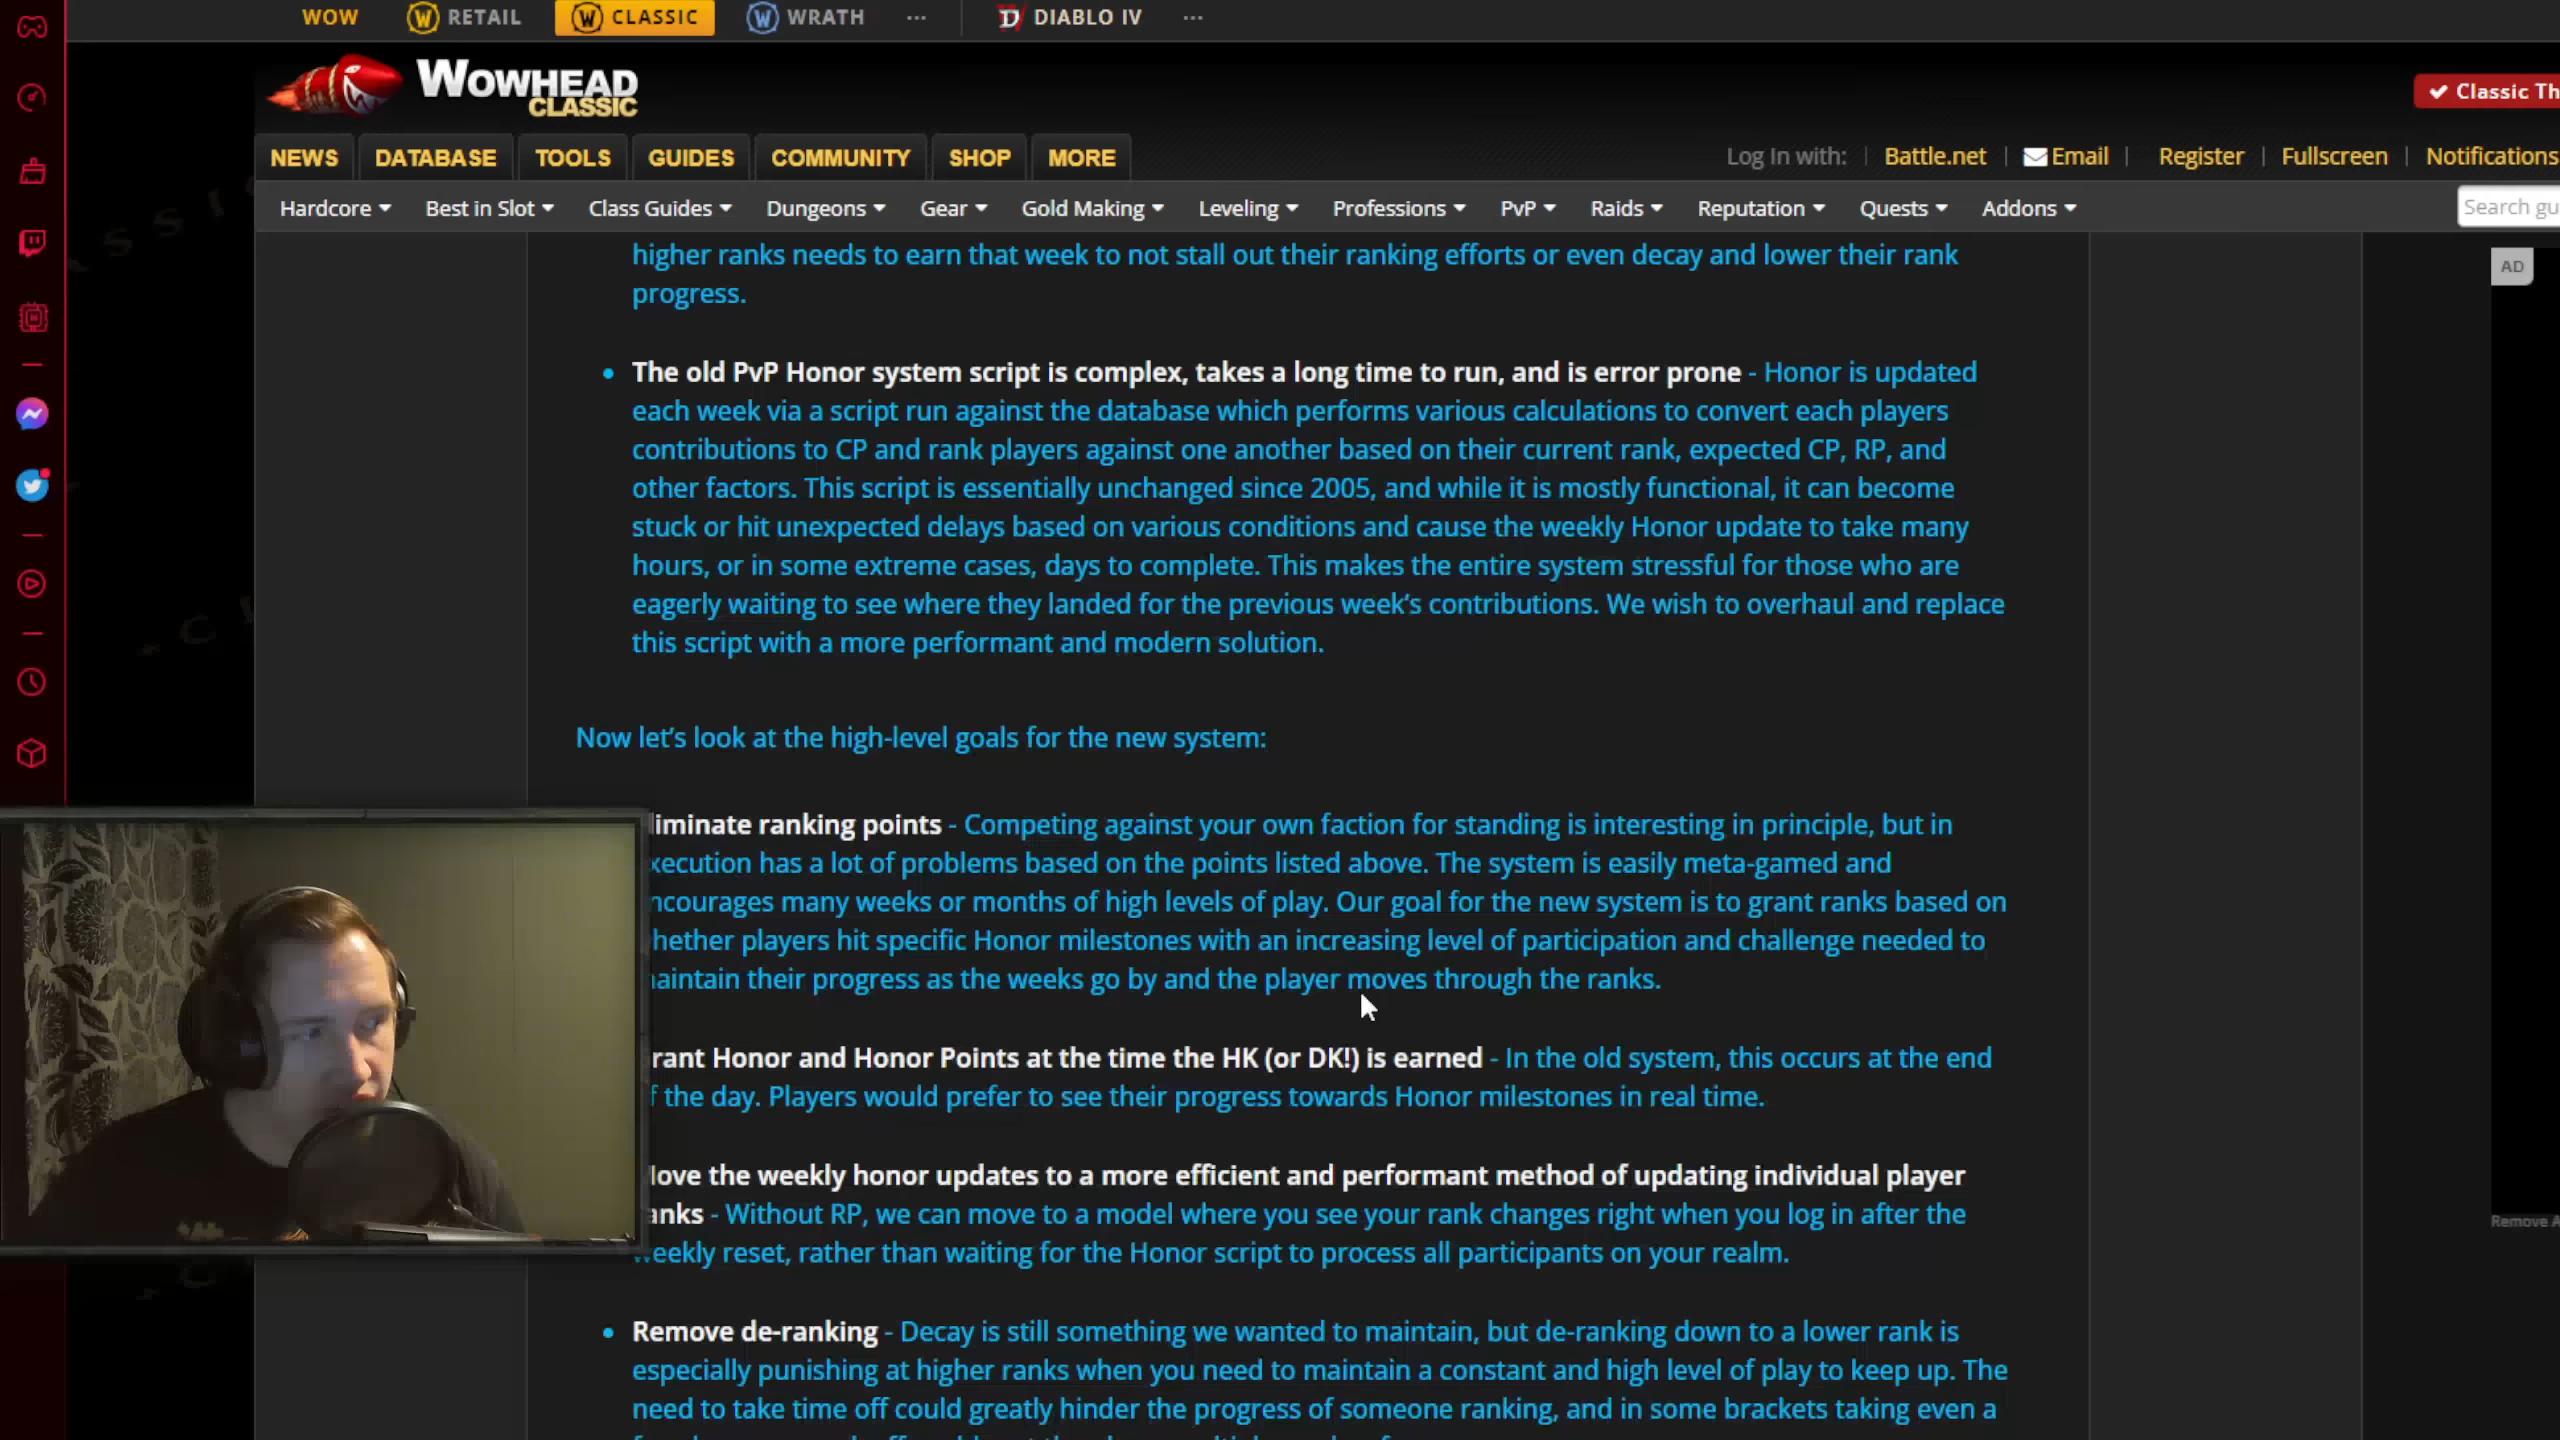 WOW RETAIL CLASSIC WRATH ... DIABLO IV ...
WOWHEAD
CLASSIC
Classic Th
NEWS DATABASE TOOLS GUIDES COMMUNITY SHOP MORE
Log In with: | Battle.net | Email | Register | Fullscreen | Notifications
Hardcore Best in Slot Class Guides Dungeons Gear Gold Making Leveling Professions PvP Raids Reputation Quests Addons
Search gu
AD
higher ranks needs to earn that week to not stall out their ranking efforts or even decay and lower their rank
progress.
• The old PvP Honor system script is complex, takes a long time to run, and is error prone - Honor is updated
each week via a script run against the database which performs various calculations to convert each players
contributions to CP and rank players against one another based on their current rank, expected CP, RP, and
other factors. This script is essentially unchanged since 2005, and while it is mostly functional, it can become
stuck or hit unexpected delays based on various conditions and cause the weekly Honor update to take many
hours, or in some extreme cases, days to complete. This makes the entire system stressful for those who are
eagerly waiting to see where they landed for the previous week's contributions. We wish to overhaul and replace
this script with a more performant and modern solution.
Now let's look at the high-level goals for the new system:
liminate ranking points - Competing against your own faction for standing is interesting in principle, but in
xecution has a lot of problems based on the points listed above. The system is easily meta-gamed and
ncourages many weeks or months of high levels of play. Our goal for the new system is to grant ranks based on
hether players hit specific Honor milestones with an increasing level of participation and challenge needed to
aintain their progress as the weeks go by and the player moves through the ranks.
rant Honor and Honor Points at the time the HK (or DK!) is earned - In the old system, this occurs at the end
f the day. Players would prefer to see their progress towards Honor milestones in real time.
ove the weekly honor updates to a more efficient and performant method of updating individual player
anks - Without RP, we can move to a model where you see your rank changes right when you log in after the
eekly reset, rather than waiting for the Honor script to process all participants on your realm.
Remove A
• Remove de-ranking - Decay is still something we wanted to maintain, but de-ranking down to a lower rank is
especially punishing at higher ranks when you need to maintain a constant and high level of play to keep up. The
need to take time off could greatly hinder the progress of someone ranking, and in some brackets taking even a